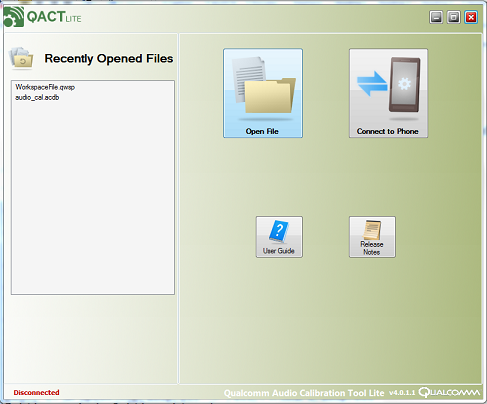 QACT LITE
Recently Opened Files
WorkspaceFile.qwsp
audio_cal.acdb
Open File
Connect to Phone
User Guide
Release
Notes
Disconnected
Qualcomm Audio Calibration Tool Lite v4.0.1.1 QUALCOMM